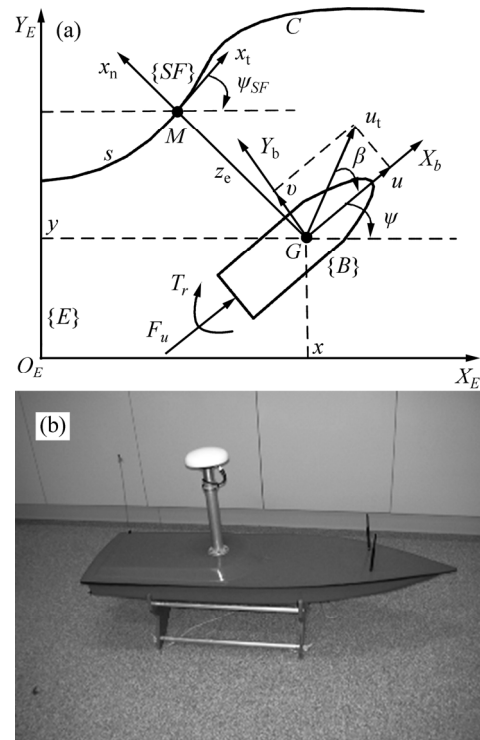 Y_E
(a)
C
x_n
{SF}
x_t
ψ_SF
M
s
Y_b
u_t
X_b
z_e
β
υ
u
y
ψ
G
{B}
T_r
{E}
F_u
x
O_E
X_E
(b)